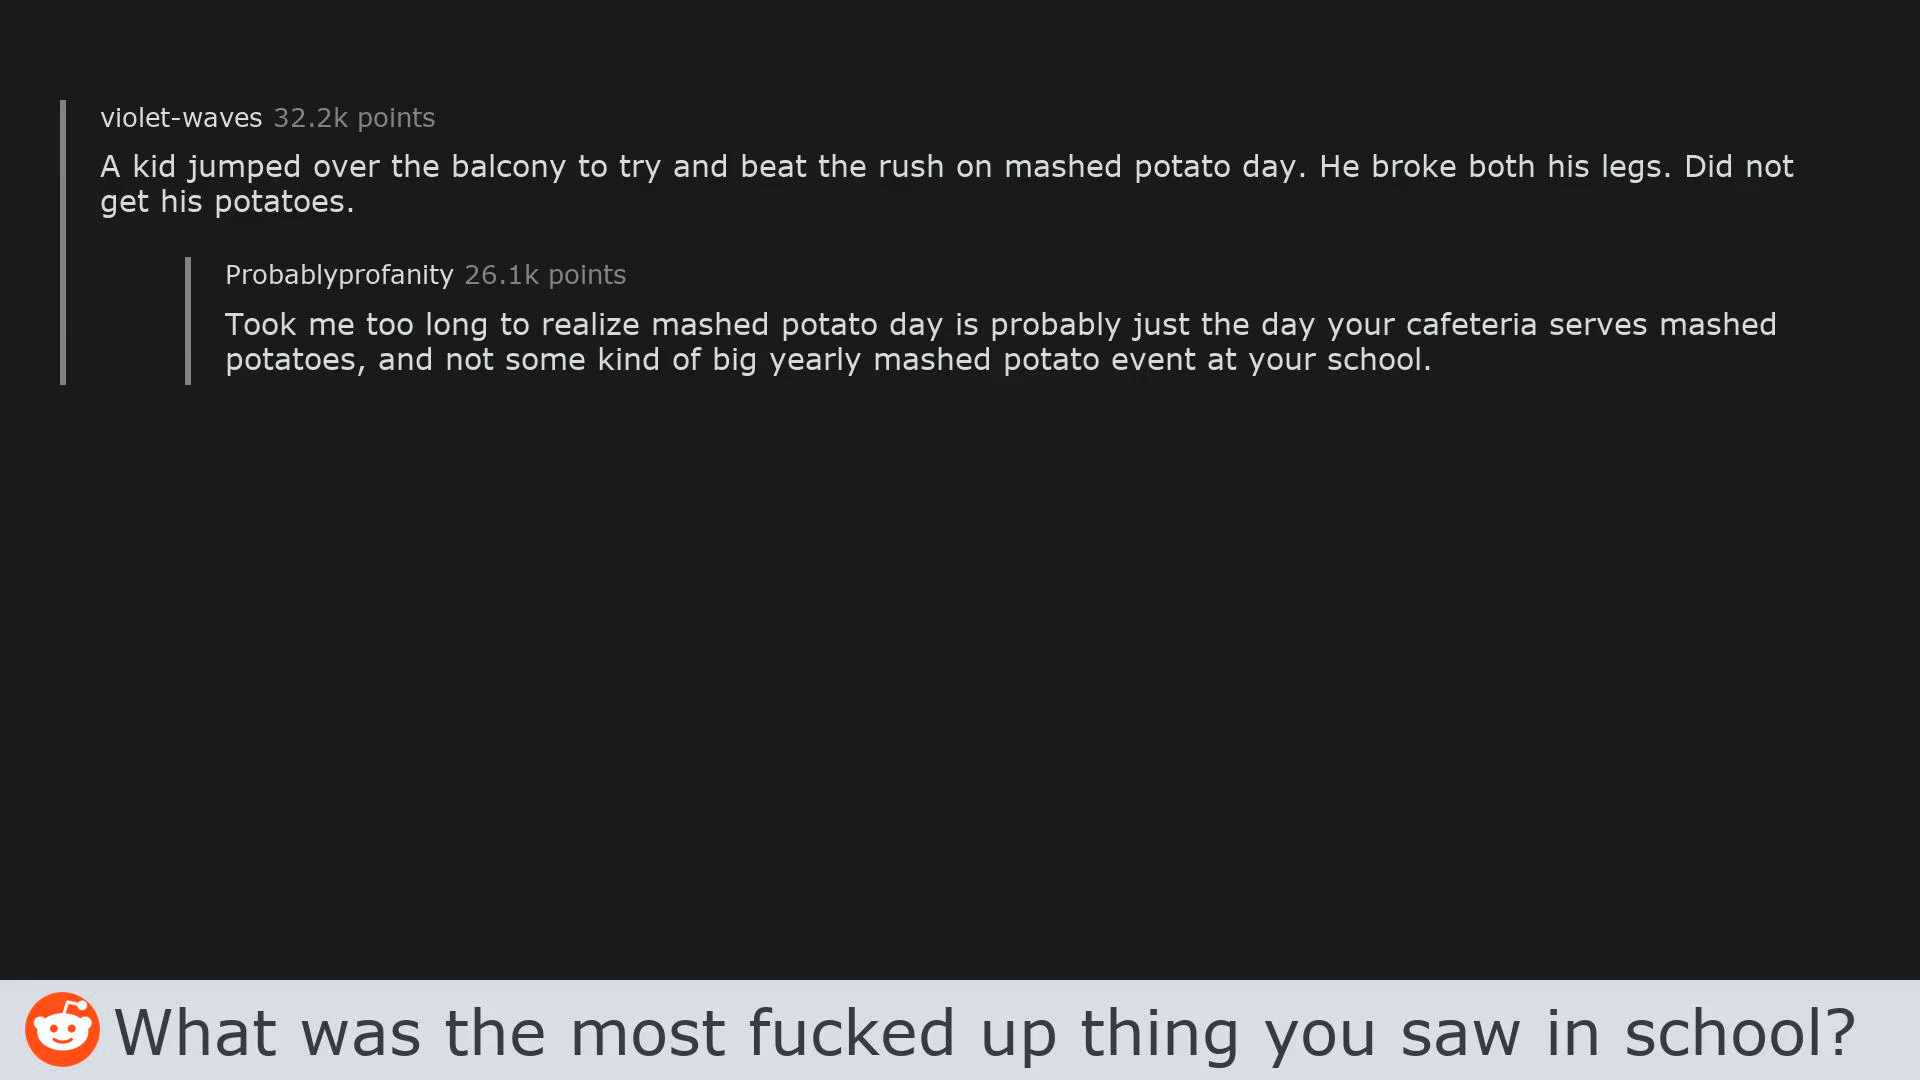 violet-waves 32.2k points
A kid jumped over the balcony to try and beat the rush on mashed potato day. He broke both his legs. Did not
get his potatoes.
Probablyprofanity 26.1k points
Took me too long to realize mashed potato day is probably just the day your cafeteria serves mashed
potatoes, and not some kind of big yearly mashed potato event at your school.
What was the most fucked up thing you saw in school?